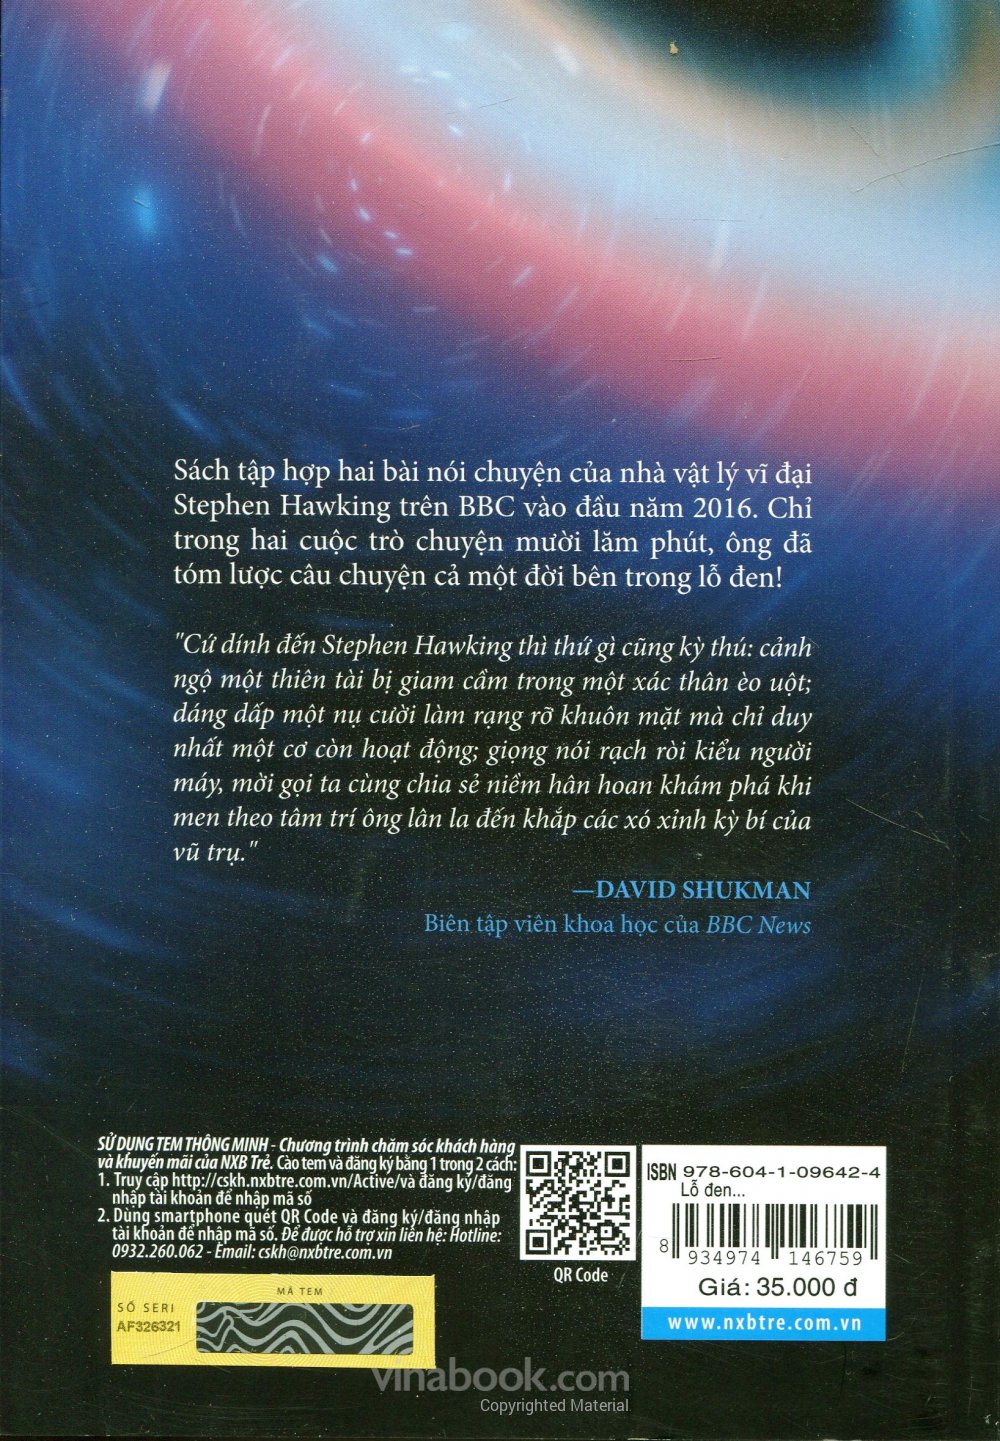 Sách tập hợp hai bài nói chuyện của nhà vật lý vĩ đại
Stephen Hawking trên BBC vào đầu năm 2016. Chỉ
trong hai cuộc trò chuyện mười lăm phút, ông đã
tóm lược câu chuyện cả một đời bên trong lỗ đen!
"Cứ dính đến Stephen Hawking thì thứ gì cũng kỳ thú: cảnh
ngộ một thiên tài bị giam cầm trong một xác thân èo uột;
dáng dấp một nụ cười làm rạng rỡ khuôn mặt mà chỉ duy
nhất một cơ còn hoạt động; giọng nói rạch ròi kiểu người
máy, mời gọi ta cùng chia sẻ niềm hân hoan khám phá khi
men theo tâm trí ông lân la đến khắp các xó xỉnh kỳ bí của
vũ trụ."
—DAVID SHUKMAN
Biên tập viên khoa học của BBC News
SỬ DỤNG TEM THÔNG MINH - Chương trình chăm sóc khách hàng
và khuyến mãi của NXB Trẻ. Cào tem và đăng ký bằng 1 trong 2 cách:
1. Truy cập http://cskh.nxbtre.com.vn/Active/và đăng ký/đăng
nhập tài khoản để nhập mã số
2. Dùng smartphone quét QR Code và đăng ký/đăng nhập
tài khoản để nhập mã số. Để được hỗ trợ xin liên hệ: Hotline:
0932.260.062 - Email: cskh@nxbtre.com.vn
QR Code
ISBN 978-604-1-09642-4
Lỗ đen...
8 934974 146759
Giá: 35.000 đ
www.nxbtre.com.vn
MÃ TEM
SỐ SERI
AF326321
vinabook.com
Copyrighted Material